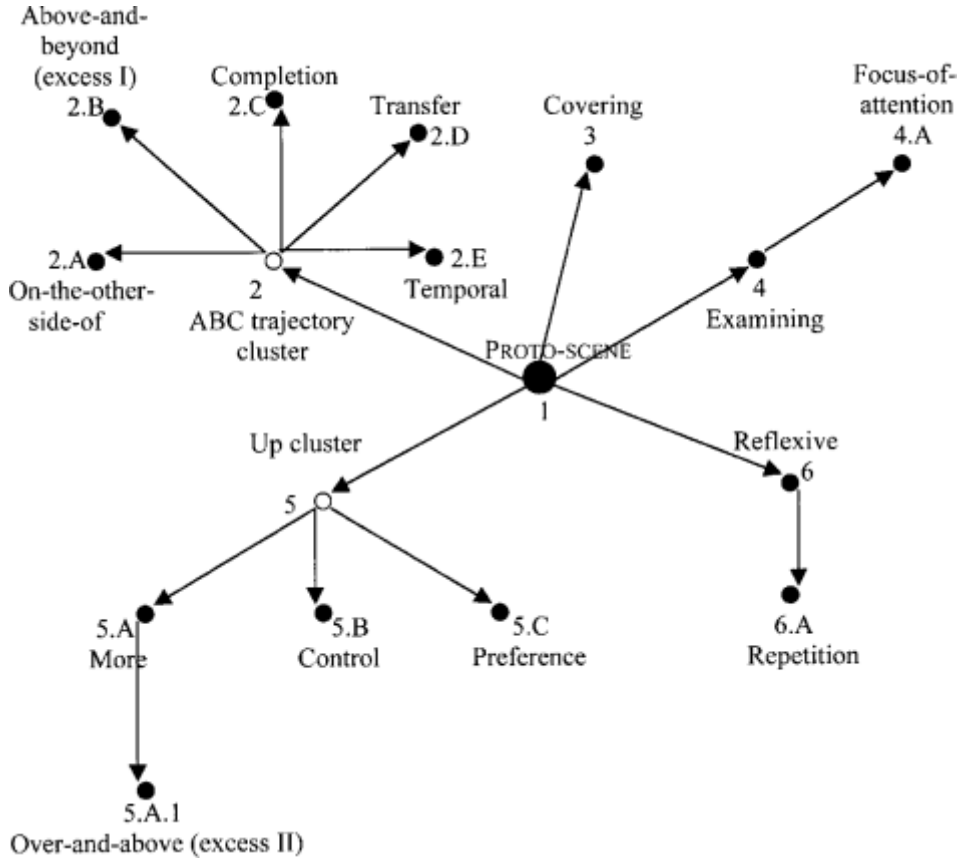 Above-and-
beyond
(excess I)
2.B
Completion
2.C
Transfer
2.D
Covering
3
Focus-of-
attention
4.A
2.A
On-the-other-
side-of
2
ABC trajectory
cluster
2.E
Temporal
4
Examining
PROTO-SCENE
1
Up cluster
5
Reflexive
6
5.A
More
5.B
Control
5.C
Preference
6.A
Repetition
5.A.1
Over-and-above (excess II)